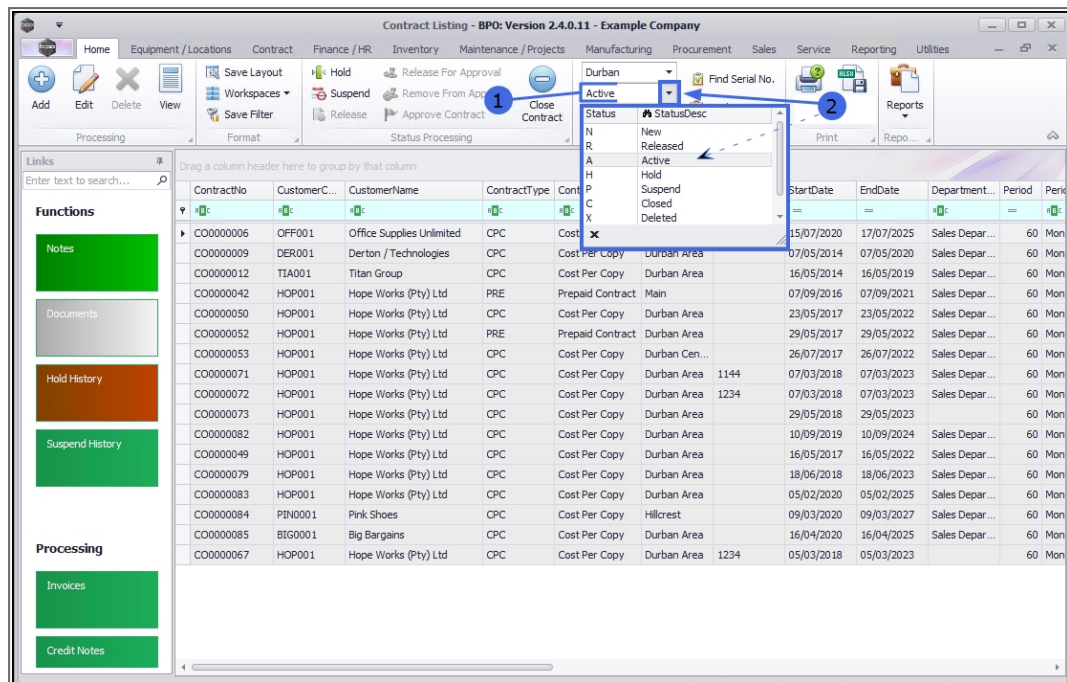 Contract Listing - BPO: Version 2.4.0.11 - Example Company
Home Equipment / Locations Contract Finance / HR Inventory Maintenance / Projects Manufacturing Procurement Sales Service Reporting Utilities
Add Edit Delete View
Save Layout
Workspaces
Save Filter
Hold
Suspend
Release
Release For Approval
Remove From App
Approve Contract
Close Contract
Durban
Active
Find Serial No.
Reports
1
2
Processing Format Status Processing Print Repo...
Status StatusDesc
N New
R Released
A Active
H Hold
P Suspend
C Closed
X Deleted
Links
Enter text to search...
Functions
Notes
Documents
Hold History
Suspend History
Processing
Invoices
Credit Notes
Drag a column header here to group by that column
ContractNo CustomerC... CustomerName ContractType Cont StartDate EndDate Department... Period Peri
CO0000006 OFF001 Office Supplies Unlimited CPC Cost 15/07/2020 17/07/2025 Sales Depar... 60 Mon
CO0000009 DER001 Derton / Technologies CPC Cost Per Copy Durban Area 07/05/2014 07/05/2020 Sales Depar... 60 Mon
CO0000012 TIA001 Titan Group CPC Cost Per Copy Durban Area 16/05/2014 16/05/2019 Sales Depar... 60 Mon
CO0000042 HOP001 Hope Works (Pty) Ltd PRE Prepaid Contract Main 07/09/2016 07/09/2021 Sales Depar... 60 Mon
CO0000050 HOP001 Hope Works (Pty) Ltd CPC Cost Per Copy Durban Area 23/05/2017 23/05/2022 Sales Depar... 60 Mon
CO0000052 HOP001 Hope Works (Pty) Ltd PRE Prepaid Contract Durban Area 29/05/2017 29/05/2022 Sales Depar... 60 Mon
CO0000053 HOP001 Hope Works (Pty) Ltd CPC Cost Per Copy Durban Cen... 26/07/2017 26/07/2022 Sales Depar... 60 Mon
CO0000071 HOP001 Hope Works (Pty) Ltd CPC Cost Per Copy Durban Area 1144 07/03/2018 07/03/2023 Sales Depar... 60 Mon
CO0000072 HOP001 Hope Works (Pty) Ltd CPC Cost Per Copy Durban Area 1234 07/03/2018 07/03/2023 Sales Depar... 60 Mon
CO0000073 HOP001 Hope Works (Pty) Ltd CPC Cost Per Copy Durban Area 29/05/2018 29/05/2023 60 Mon
CO0000082 HOP001 Hope Works (Pty) Ltd CPC Cost Per Copy Durban Area 10/09/2019 10/09/2024 Sales Depar... 60 Mon
CO0000049 HOP001 Hope Works (Pty) Ltd CPC Cost Per Copy Durban Area 16/05/2017 16/05/2022 Sales Depar... 60 Mon
CO0000079 HOP001 Hope Works (Pty) Ltd CPC Cost Per Copy Durban Area 18/06/2018 18/06/2023 Sales Depar... 60 Mon
CO0000083 HOP001 Hope Works (Pty) Ltd CPC Cost Per Copy Durban Area 05/02/2020 05/02/2025 Sales Depar... 60 Mon
CO0000084 PIN0001 Pink Shoes CPC Cost Per Copy Hillcrest 09/03/2020 09/03/2027 Sales Depar... 60 Mon
CO0000085 BIG0001 Big Bargains CPC Cost Per Copy Durban Area 16/04/2020 16/04/2025 Sales Depar... 60 Mon
CO0000067 HOP001 Hope Works (Pty) Ltd CPC Cost Per Copy Durban Area 1234 05/03/2018 05/03/2023 60 Mon